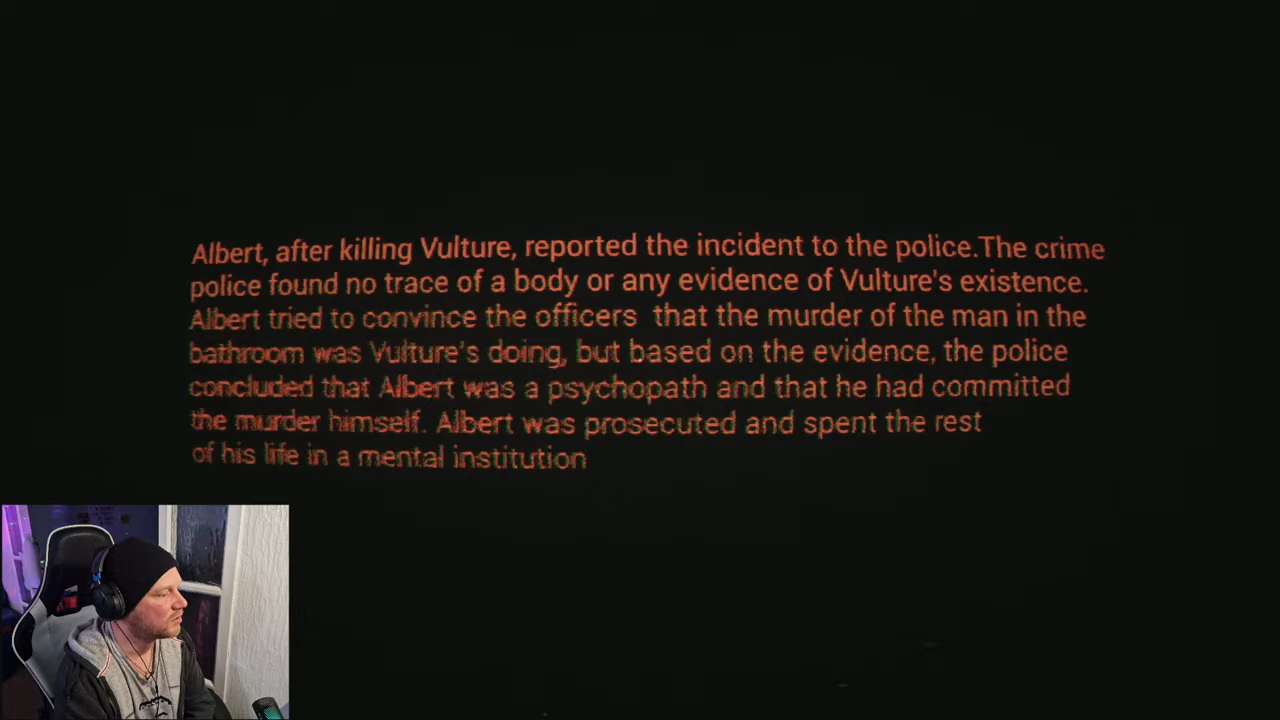 Albert, after killing Vulture, reported the incident to the police.The crime
police found no trace of a body or any evidence of Vulture's existence.
Albert tried to convince the officers  that the murder of the man in the
bathroom was Vulture's doing, but based on the evidence, the police
concluded that Albert was a psychopath and that he had committed
the murder himself. Albert was prosecuted and spent the rest
of his life in a mental institution